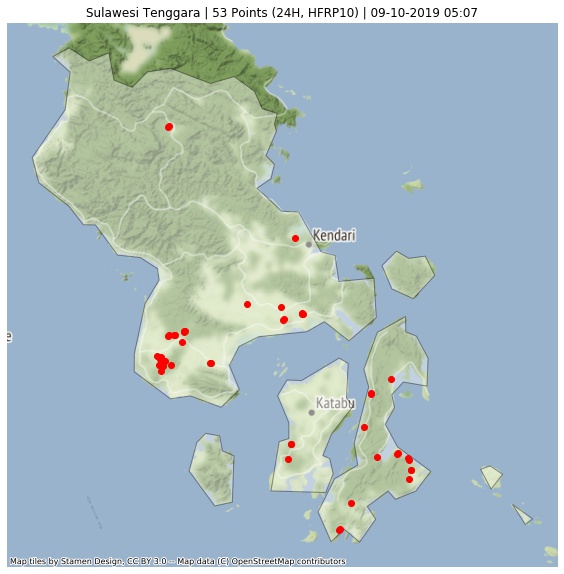 Sulawesi Tenggara | 53 Points (24H, HFRP10) | 09-10-2019 05:07
Kendari
e
Katabu
Map tiles by Stamen Design, CC BY 3.0 -- Map data (C) OpenStreetMap contributors